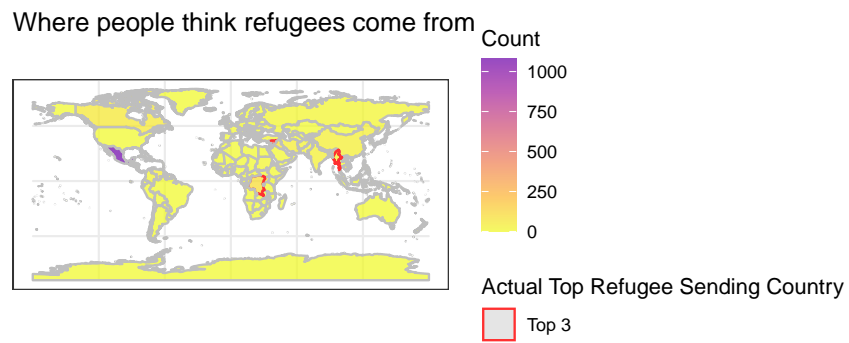 Where people think refugees come from
Count
1000
750
500
250
0
Actual Top Refugee Sending Country
Top 3